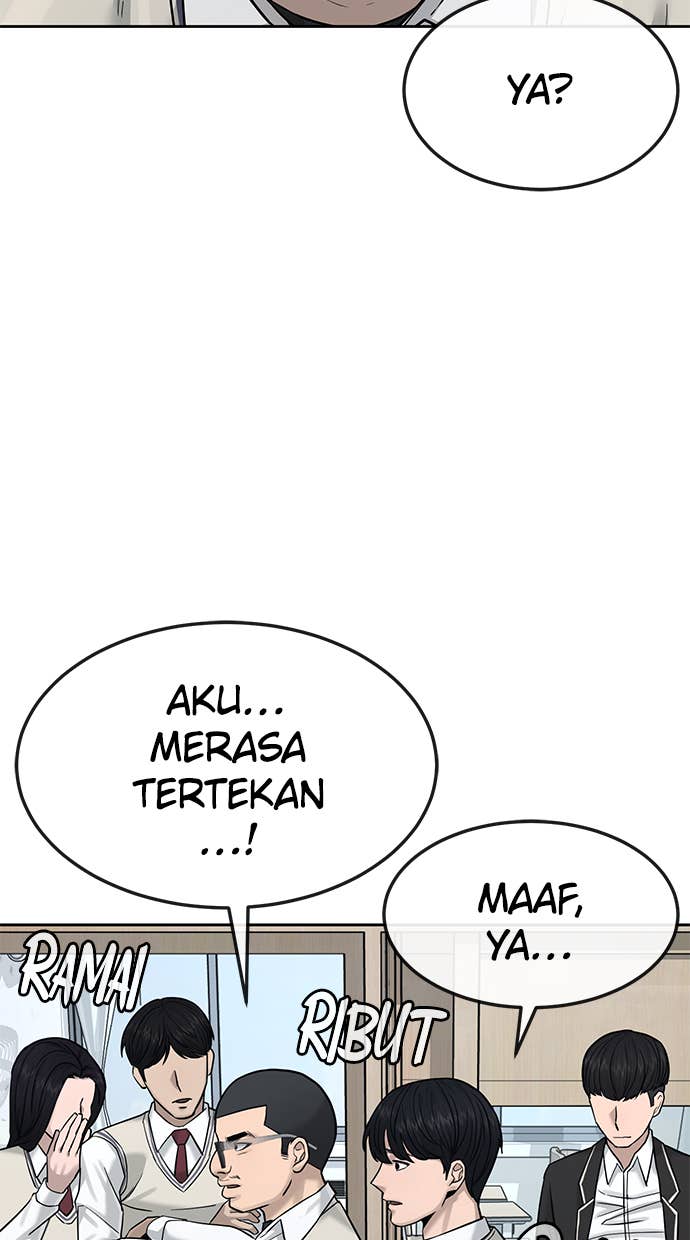 YA?
AKU...
MERASA
TERTEKAN
...!
MAAF,
YA...
RAMAI
RIBUT